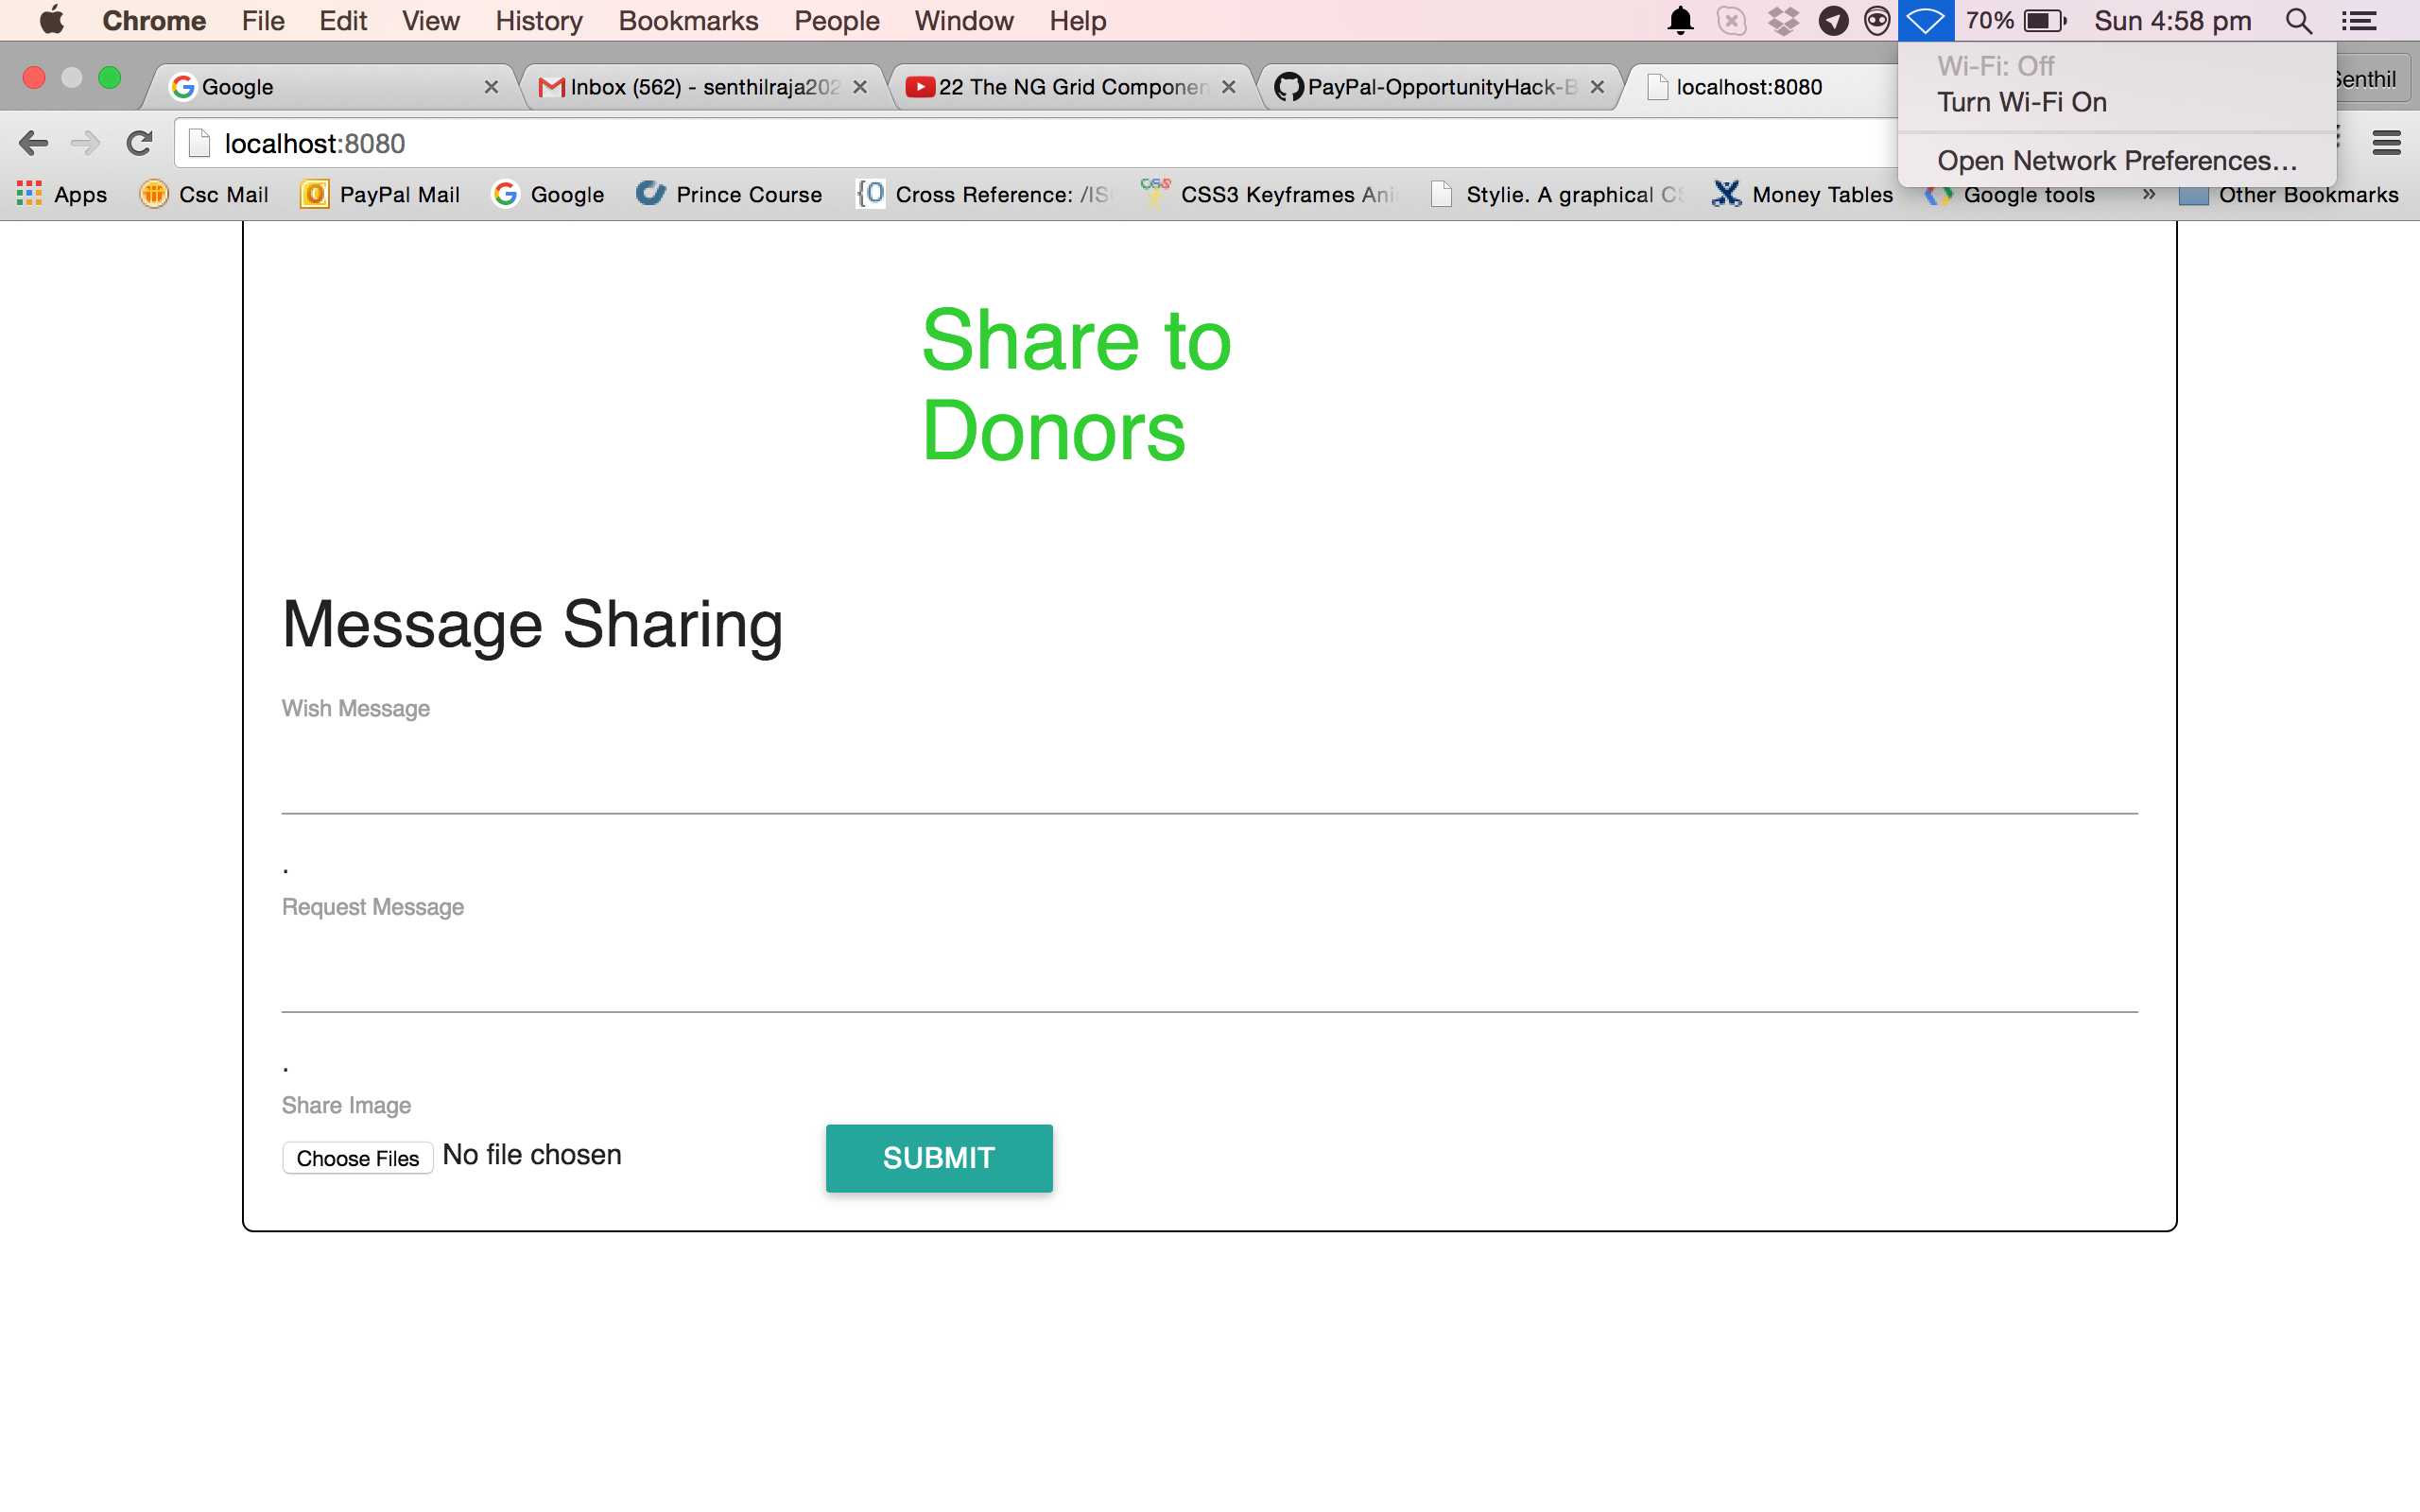 Chrome File Edit View History Bookmarks People Window Help 70% Sun 4:58 pm
Wi-Fi: Off
Turn Wi-Fi On
Open Network Preferences...
Google Inbox (562) - senthilraja202 22 The NG Grid Componen PayPal-OpportunityHack-B localhost:8080 Senthil
localhost:8080
Apps Csc Mail PayPal Mail Google Prince Course Cross Reference: /IS CSS3 Keyframes Ani Stylie. A graphical CS Money Tables Google tools » Other Bookmarks
Share to
Donors
Message Sharing
Wish Message
.
Request Message
.
Share Image
Choose Files No file chosen SUBMIT